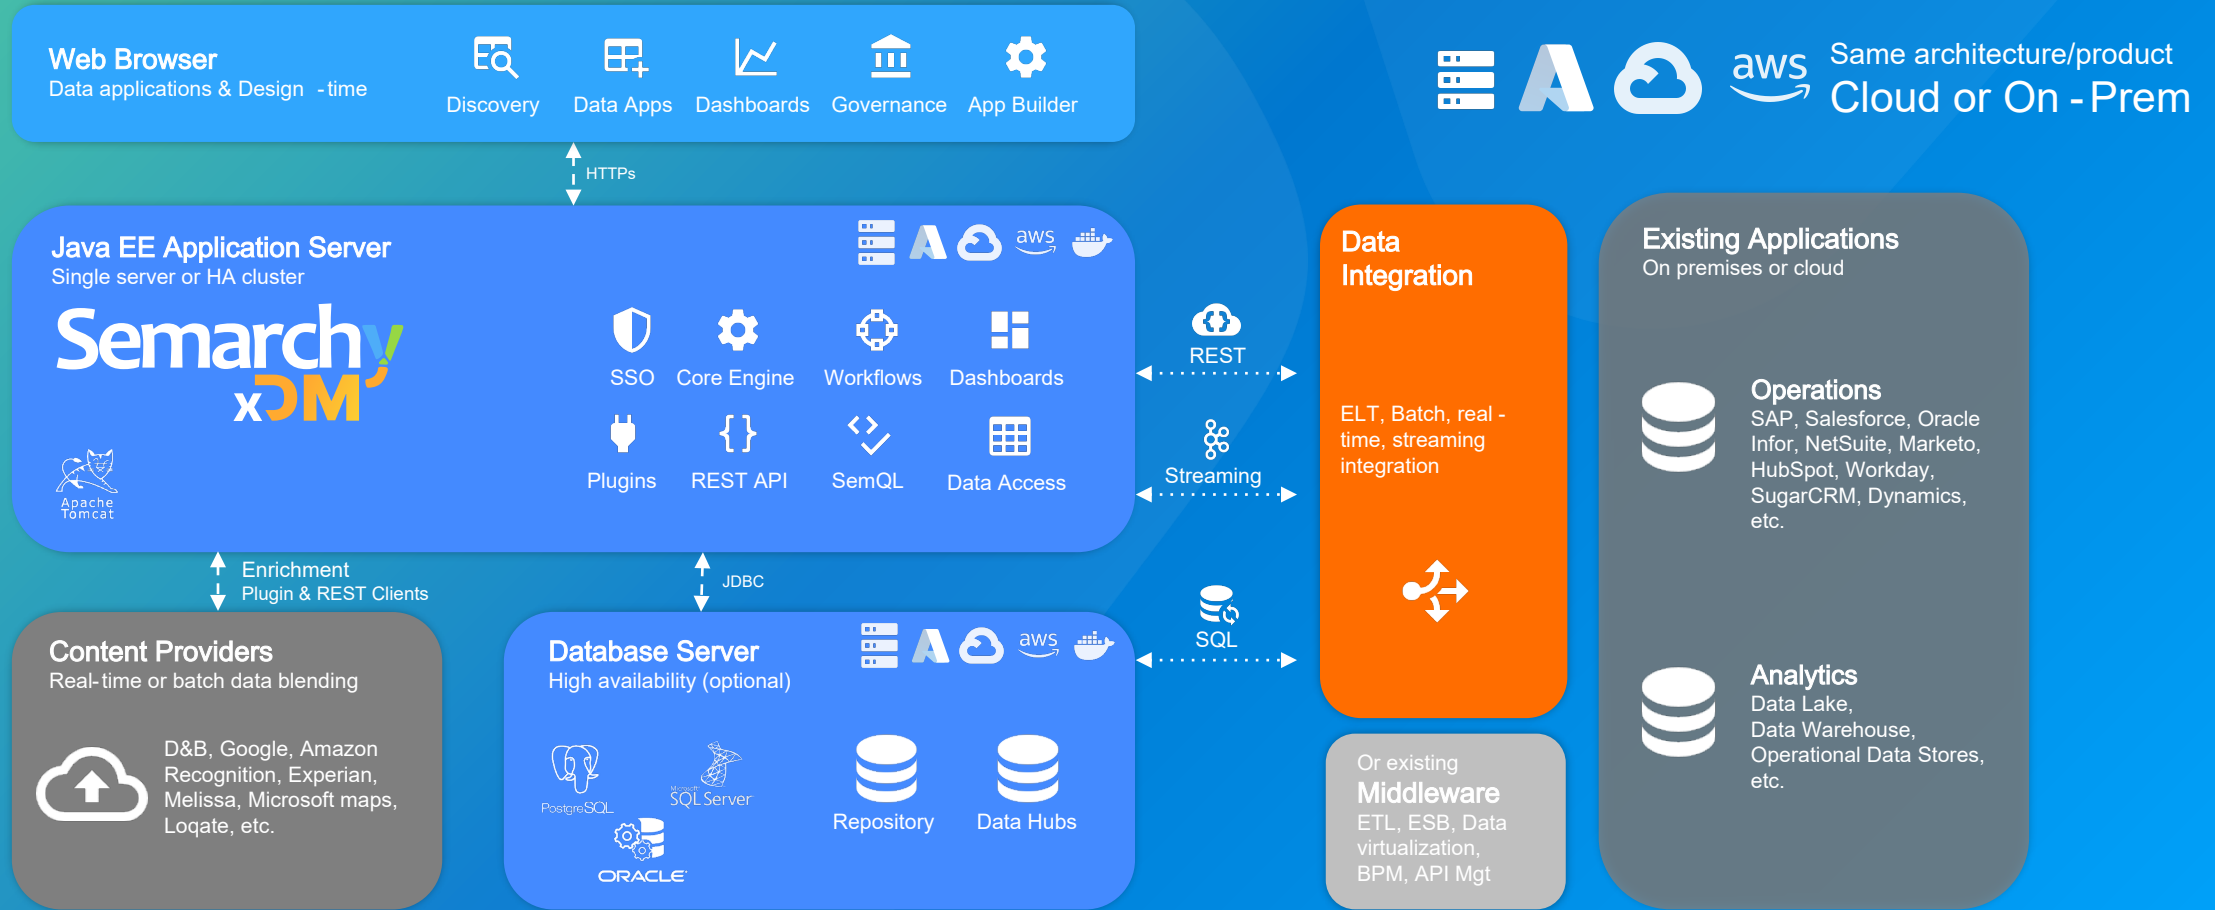 Web Browser
Data applications & Design -time
Discovery
Data Apps
Dashboards
Governance
App Builder
aws
Same architecture/product
Cloud or On -Prem
HTTPs
Java EE Application Server
Single server or HA cluster
aws
Semarchy
xDM
Apache
Tomcat
SSO
Core Engine
Workflows
Dashboards
Plugins
REST API
SemQL
Data Access
REST
Streaming
SQL
Data
Integration
ELT, Batch, real -
time, streaming
integration
Existing Applications
On premises or cloud
Operations
SAP, Salesforce, Oracle
Infor, NetSuite, Marketo,
HubSpot, Workday,
SugarCRM, Dynamics,
etc.
Analytics
Data Lake,
Data Warehouse,
Operational Data Stores,
etc.
Enrichment
Plugin & REST Clients
JDBC
Content Providers
Real-time or batch data blending
D&B, Google, Amazon
Recognition, Experian,
Melissa, Microsoft maps,
Loqate, etc.
Database Server
High availability (optional)
aws
PostgreSQL
Microsoft
SQL Server
ORACLE
Repository
Data Hubs
Or existing
Middleware
ETL, ESB, Data
virtualization,
BPM, API Mgt